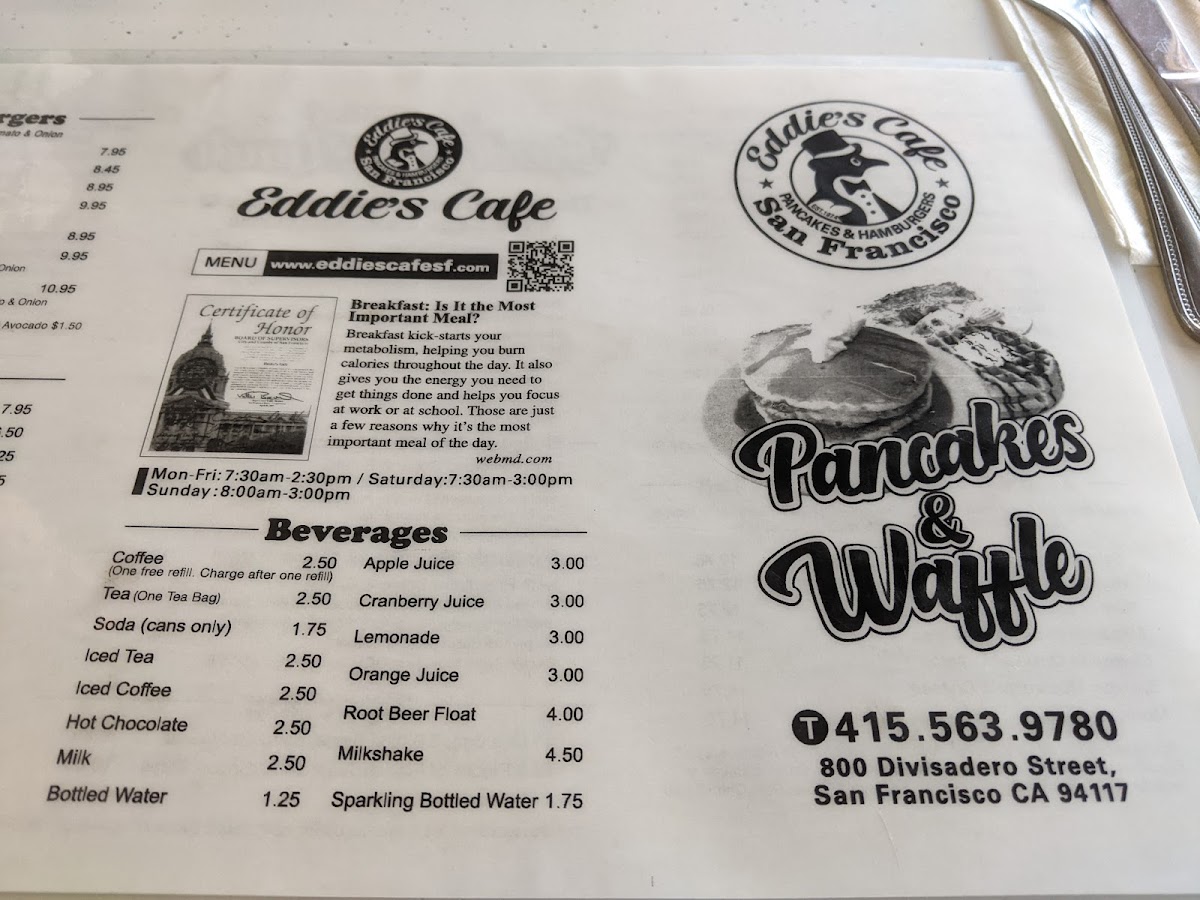 rgers
mato & Onion
7.95
8.45
8.95
9.95
8.95
9.95
Onion
10.95
o & Onion
Avocado $1.50
7.95
.50
25
5
Eddie's Cafe
PANCAKES & HAMBURGERS
San Francisco
Eddie's Cafe
MENU www.eddiescafesf.com
Certificate of
Honor
BOARD OF SUPERVISORS
Breakfast: Is It the Most
Important Meal?
Breakfast kick-starts your
metabolism, helping you burn
calories throughout the day. It also
gives you the energy you need to
get things done and helps you focus
at work or at school. Those are just
a few reasons why it's the most
important meal of the day.
webmd.com
Mon-Fri: 7:30am-2:30pm / Saturday:7:30am-3:00pm
Sunday :8:00am-3:00pm
Beverages
Coffee 2.50
(One free refill. Charge after one refill)
Tea (One Tea Bag) 2.50
Soda (cans only) 1.75
Iced Tea 2.50
Iced Coffee 2.50
Hot Chocolate 2.50
Milk 2.50
Bottled Water 1.25
Apple Juice 3.00
Cranberry Juice 3.00
Lemonade 3.00
Orange Juice 3.00
Root Beer Float 4.00
Milkshake 4.50
Sparkling Bottled Water 1.75
Eddie's Cafe
PANCAKES & HAMBURGERS
San Francisco
Pancakes
&
Waffle
T 415.563.9780
800 Divisadero Street,
San Francisco CA 94117